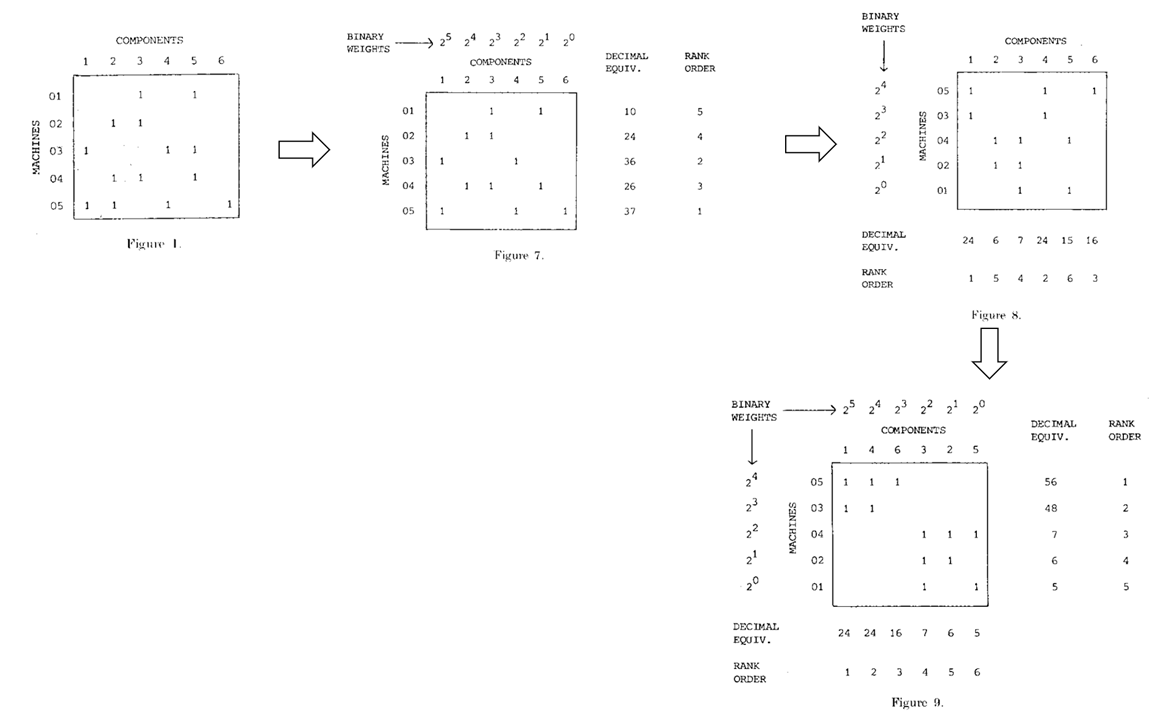 COMPONENTS
1 2 3 4 5 6
MACHINES
01 1 1
02 1 1
03 1 1 1
04 1 1 1
05 1 1 1 1
Figure 1.
BINARY
WEIGHTS 2^5 2^4 2^3 2^2 2^1 2^0
COMPONENTS
DECIMAL EQUIV.
RANK ORDER
1 2 3 4 5 6
MACHINES
01 1 1 10 5
02 1 1 24 4
03 1 1 36 2
04 1 1 1 26 3
05 1 1 1 37 1
Figure 7.
BINARY
WEIGHTS
COMPONENTS
1 2 3 4 5 6
MACHINES
2^4 05 1 1 1
2^3 03 1 1
2^2 04 1 1 1
2^1 02 1 1
2^0 01 1 1
DECIMAL
EQUIV. 24 6 7 24 15 16
RANK
ORDER 1 5 4 2 6 3
Figure 8.
BINARY
WEIGHTS 2^5 2^4 2^3 2^2 2^1 2^0
COMPONENTS
DECIMAL EQUIV.
RANK ORDER
1 4 6 3 2 5
MACHINES
2^4 05 1 1 1 56 1
2^3 03 1 1 48 2
2^2 04 1 1 1 7 3
2^1 02 1 1 6 4
2^0 01 1 1 5 5
DECIMAL
EQUIV. 24 24 16 7 6 5
RANK
ORDER 1 2 3 4 5 6
Figure 9.